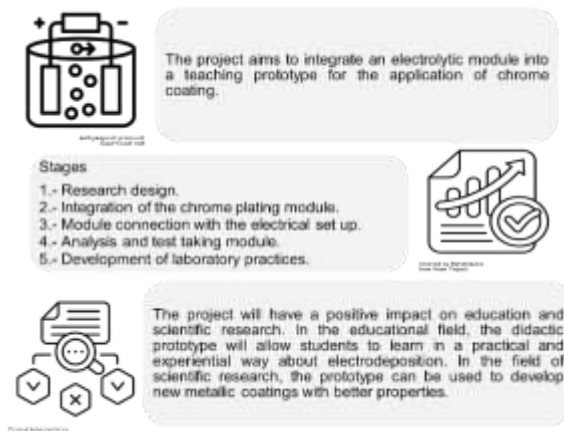 The project aims to integrate an electrolytic module into
a teaching prototype for the application of chrome
coating.
Stages
1.- Research design.
2.- Integration of the chrome plating module.
3.- Module connection with the electrical set up.
4.- Analysis and test taking module.
5.- Development of laboratory practices.
The project will have a positive impact on education and
scientific research. In the educational field, the didactic
prototype will allow students to learn in a practical and
experiential way about electrodeposition. In the field of
scientific research, the prototype can be used to develop
new metallic coatings with better properties.